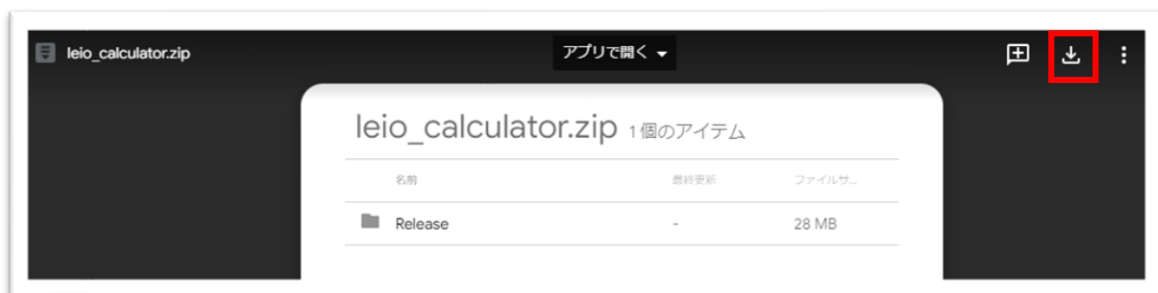 leio_calculator.zip アプリで開く
leio_calculator.zip 1個のアイテム
名前 最終更新 ファイルサ...
Release - 28 MB